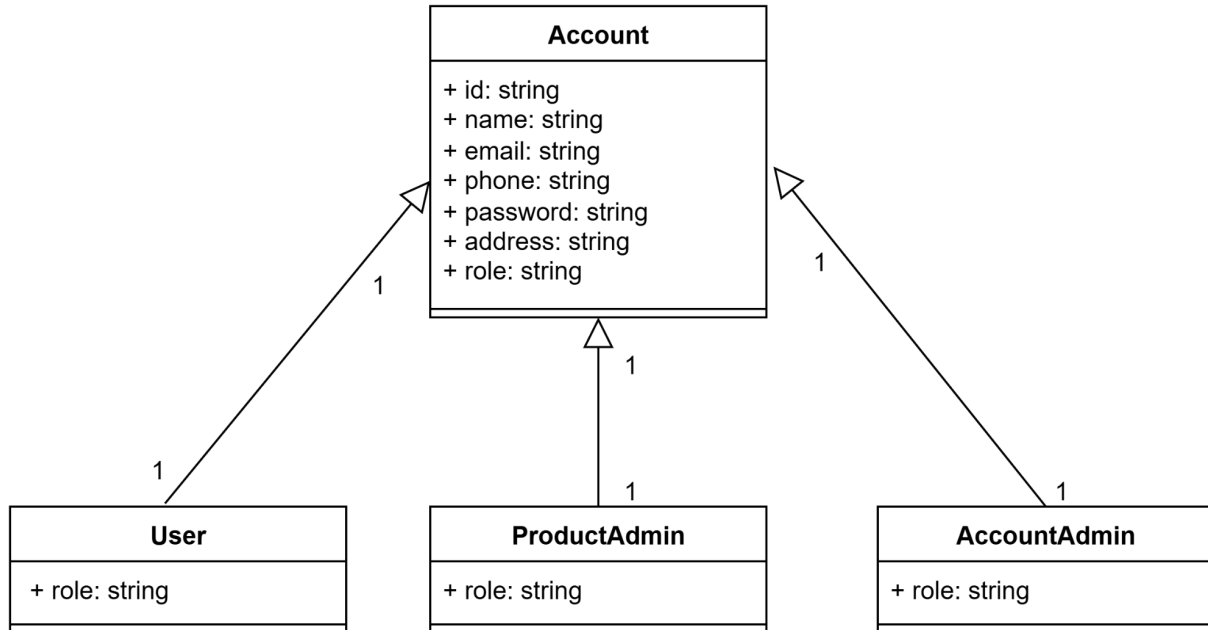 Account
+ id: string
+ name: string
+ email: string
+ phone: string
+ password: string
+ address: string
+ role: string
1
1
1
1
1
1
User
+ role: string
ProductAdmin
+ role: string
AccountAdmin
+ role: string